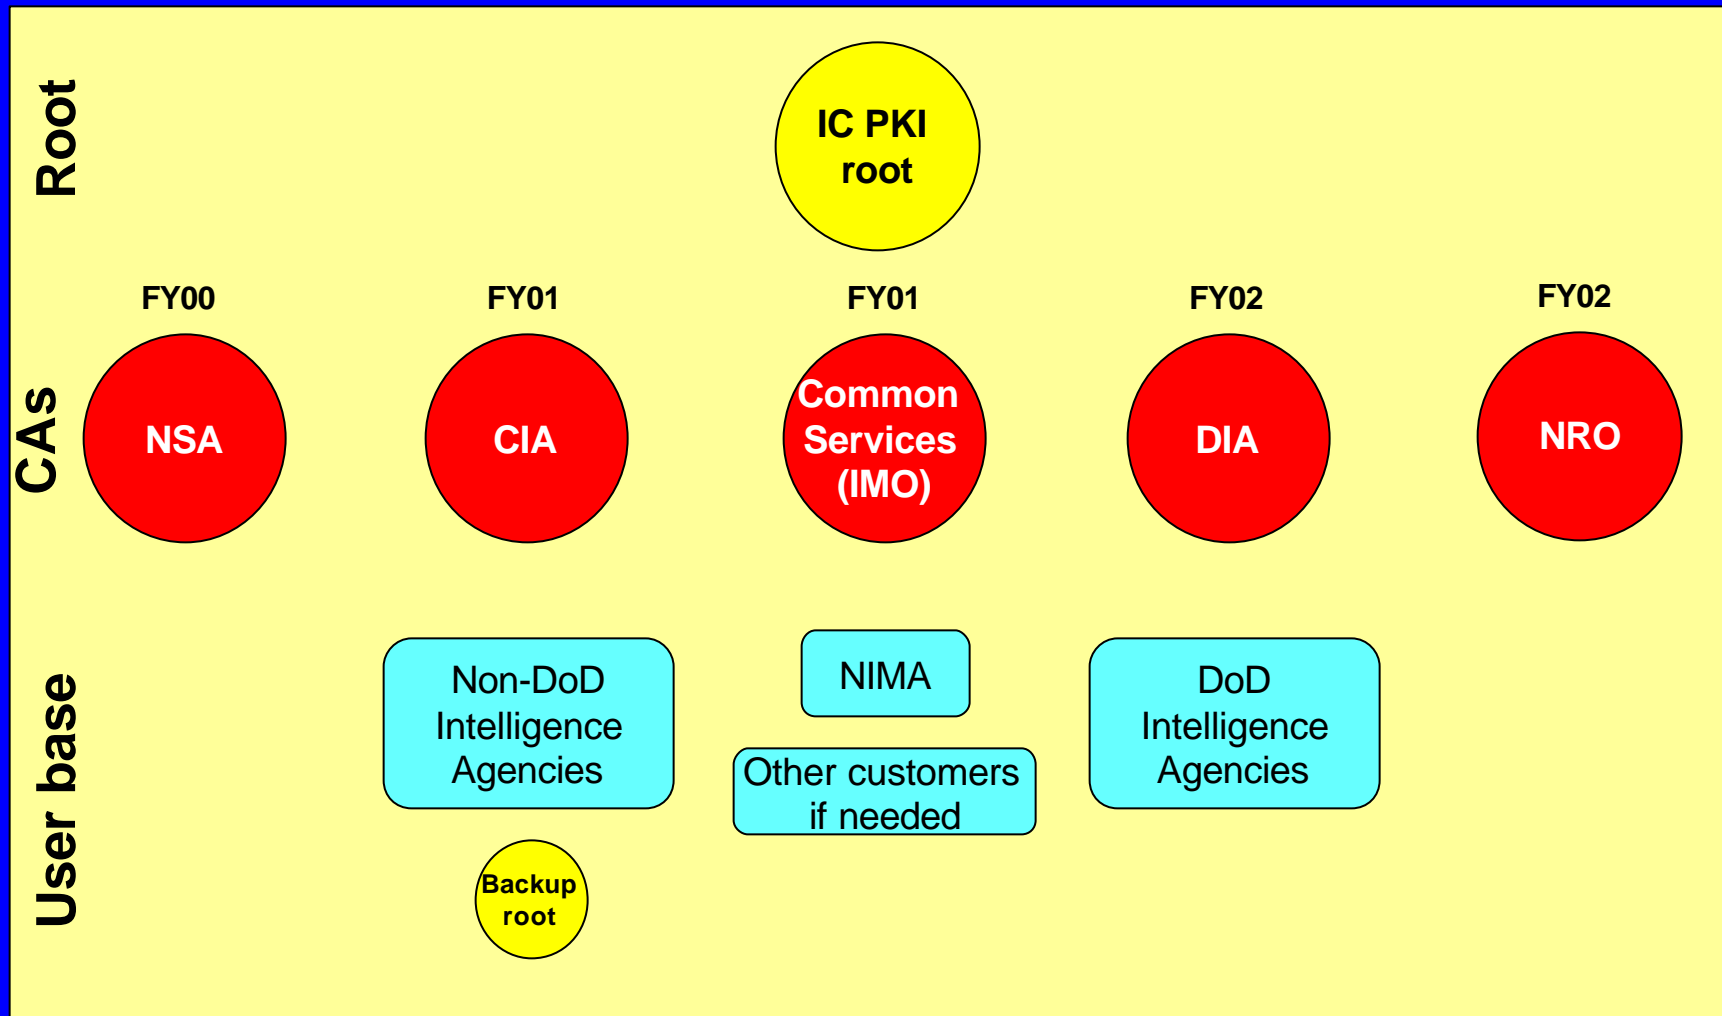 Root
IC PKI
root
FY00
FY01
FY01
FY02
FY02
CAs
NSA
CIA
Common
Services
(IMO)
DIA
NRO
User base
Non-DoD
Intelligence
Agencies
NIMA
Other customers
if needed
DoD
Intelligence
Agencies
Backup
root